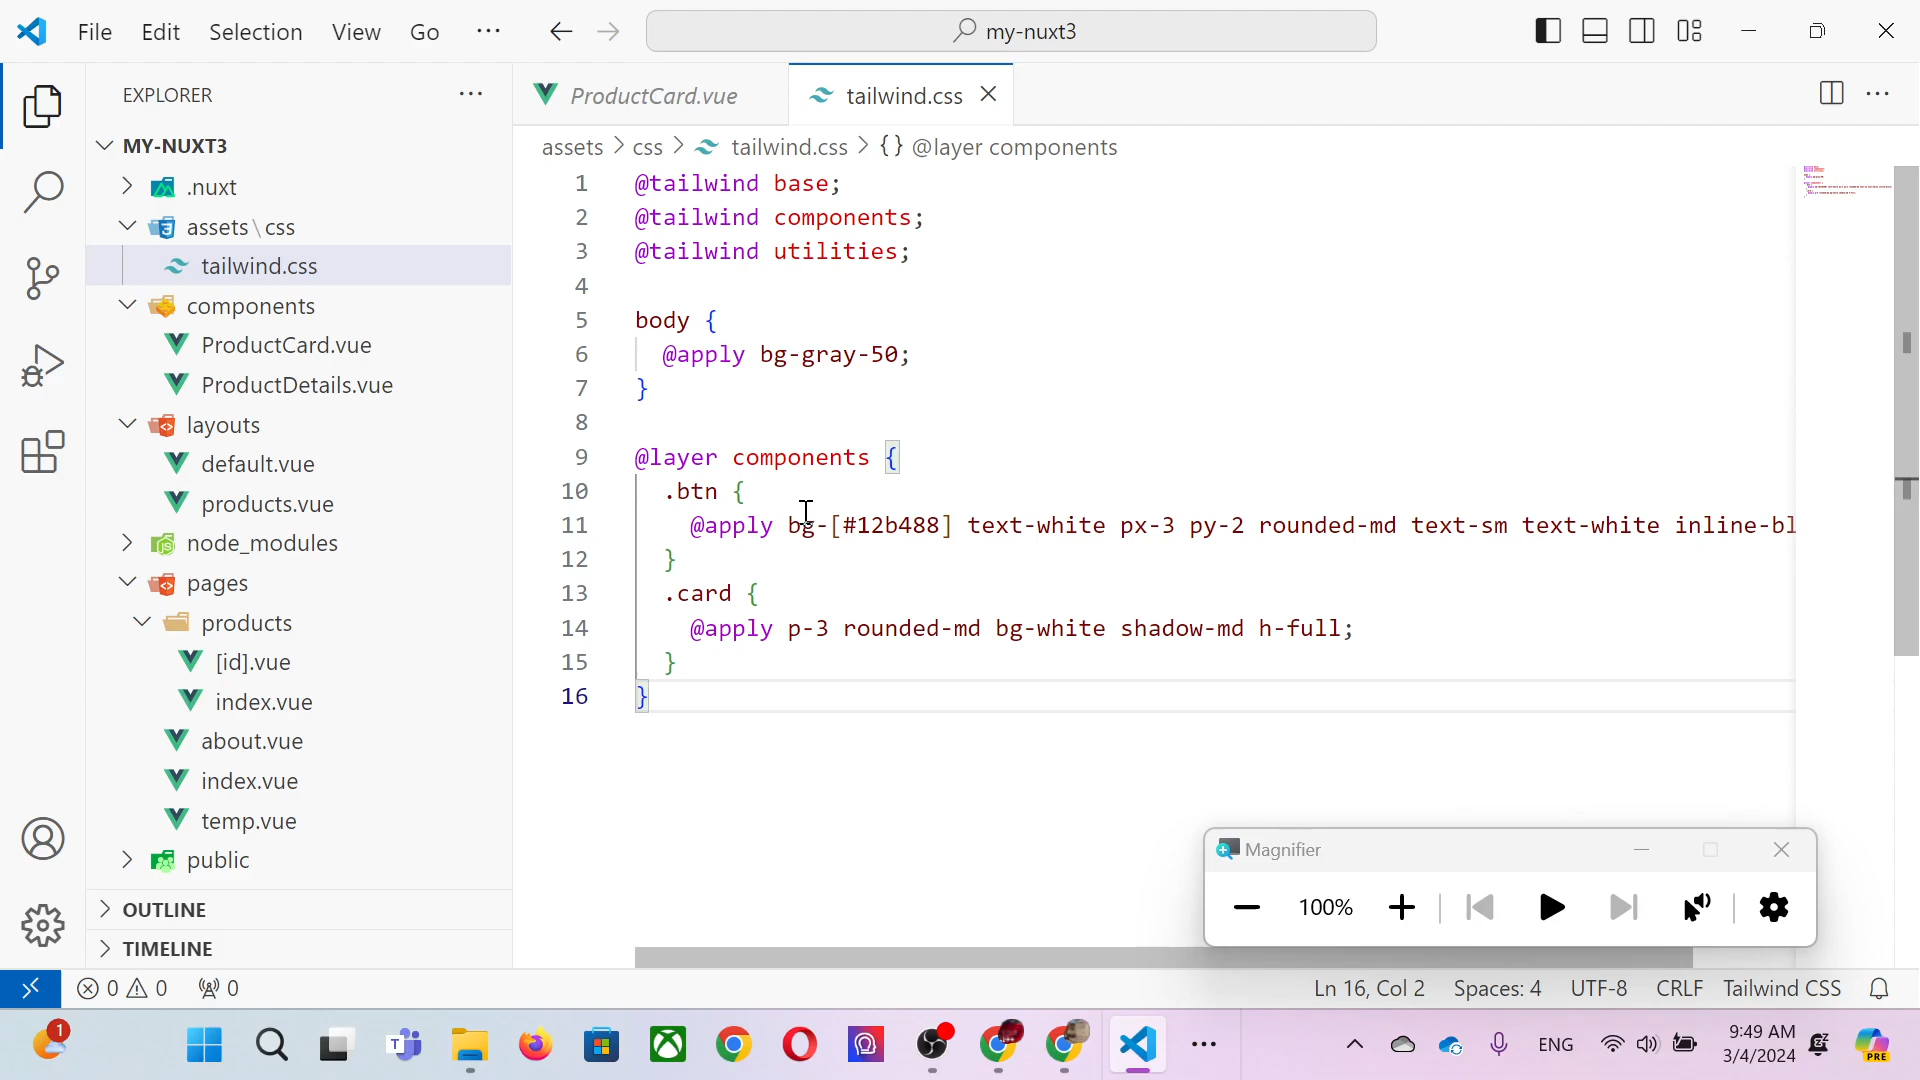 File Edit Selection View Go ··· my-nuxt3
EXPLORER ···
MY-NUXT3
.nuxt
assets\css
tailwind.css
components
ProductCard.vue
ProductDetails.vue
layouts
default.vue
products.vue
node_modules
pages
products
[id].vue
index.vue
about.vue
index.vue
temp.vue
public
OUTLINE
TIMELINE
ProductCard.vue tailwind.css
assets > css > tailwind.css > {} @layer components
1 @tailwind base;
2 @tailwind components;
3 @tailwind utilities;
4
5 body {
6 @apply bg-gray-50;
7 }
8
9 @layer components {
10 .btn {
11 @apply bg-[#12b488] text-white px-3 py-2 rounded-md text-sm text-white inline-bl
12 }
13 .card {
14 @apply p-3 rounded-md bg-white shadow-md h-full;
15 }
16 }
Magnifier
100%
0 0 0 Ln 16, Col 2 Spaces: 4 UTF-8 CRLF Tailwind CSS
1 ENG 9:49 AM
3/4/2024
PRE